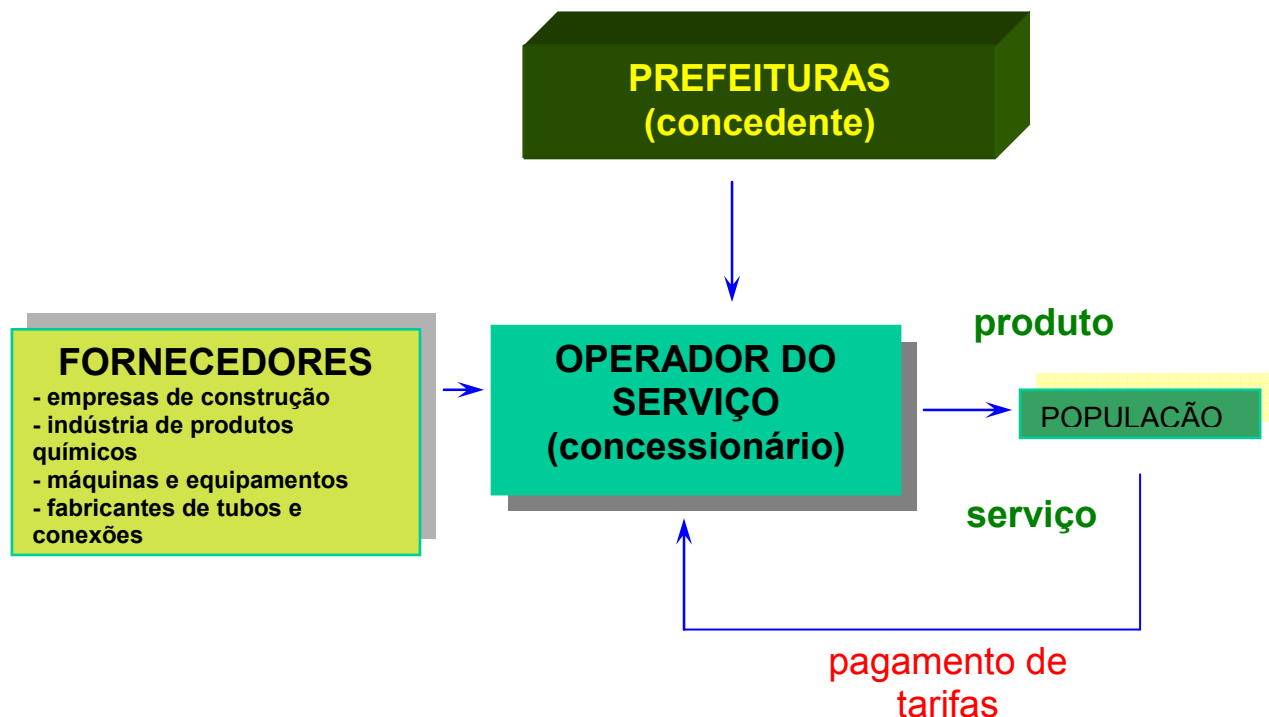 PREFEITURAS
(concedente)
produto
FORNECEDORES
- empresas de construção
- indústria de produtos
químicos
- máquinas e equipamentos
- fabricantes de tubos e
conexões
OPERADOR DO
SERVIÇO
(concessionário)
POPULAÇÃO
serviço
pagamento de
tarifas